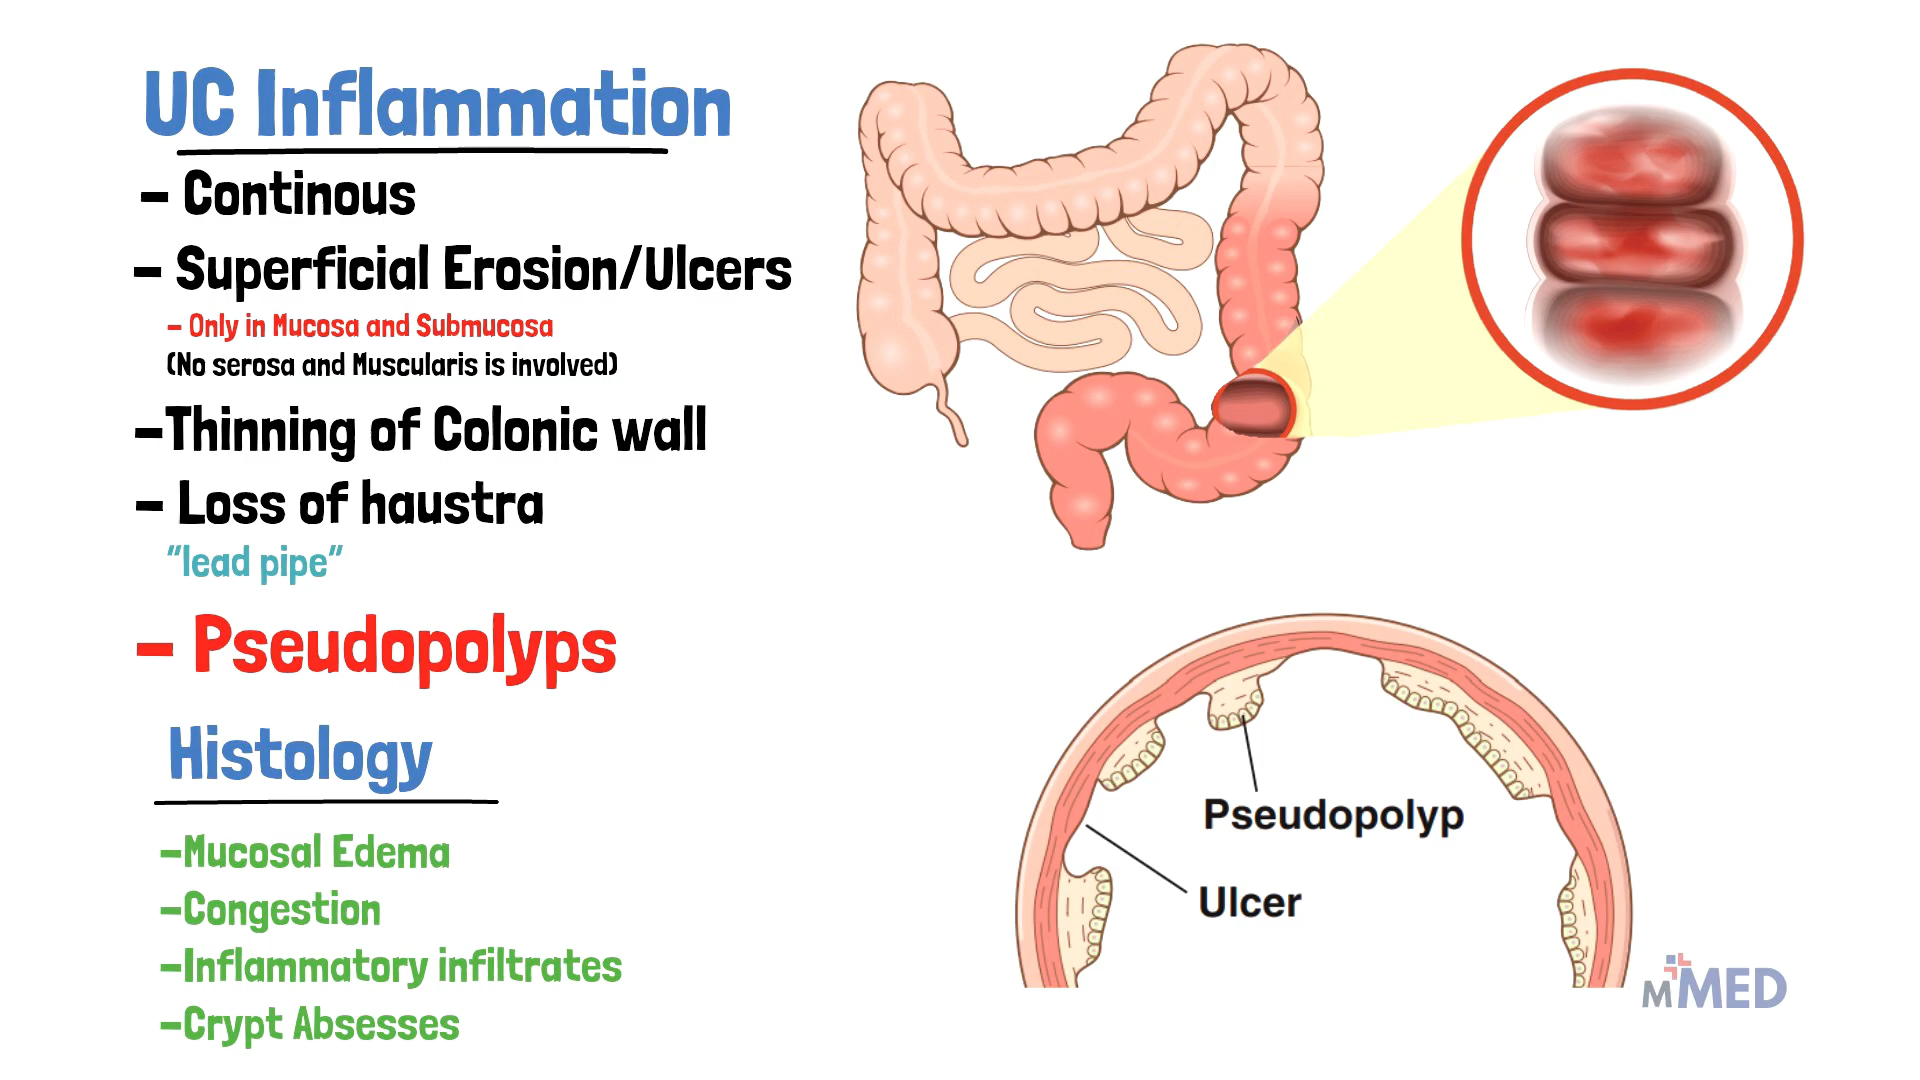 UC Inflammation
- Continous
- Superficial Erosion/Ulcers
- Only in Mucosa and Submucosa
(No serosa and Muscularis is involved)
-Thinning of Colonic wall
- Loss of haustra
"lead pipe"
- Pseudopolyps
Histology
-Mucosal Edema
-Congestion
-Inflammatory infiltrates
-Crypt Absesses
Pseudopolyp
Ulcer
MMED